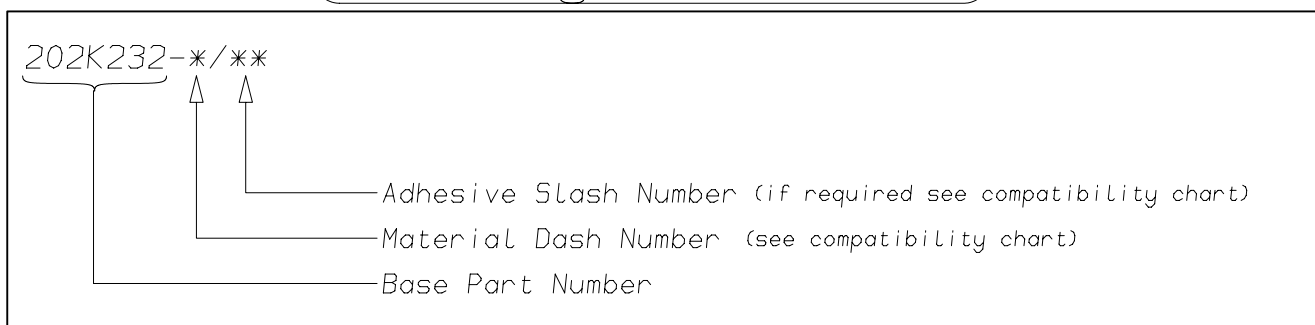 202K232-*/**
Adhesive Slash Number (if required see compatibility chart)
Material Dash Number (see compatibility chart)
Base Part Number